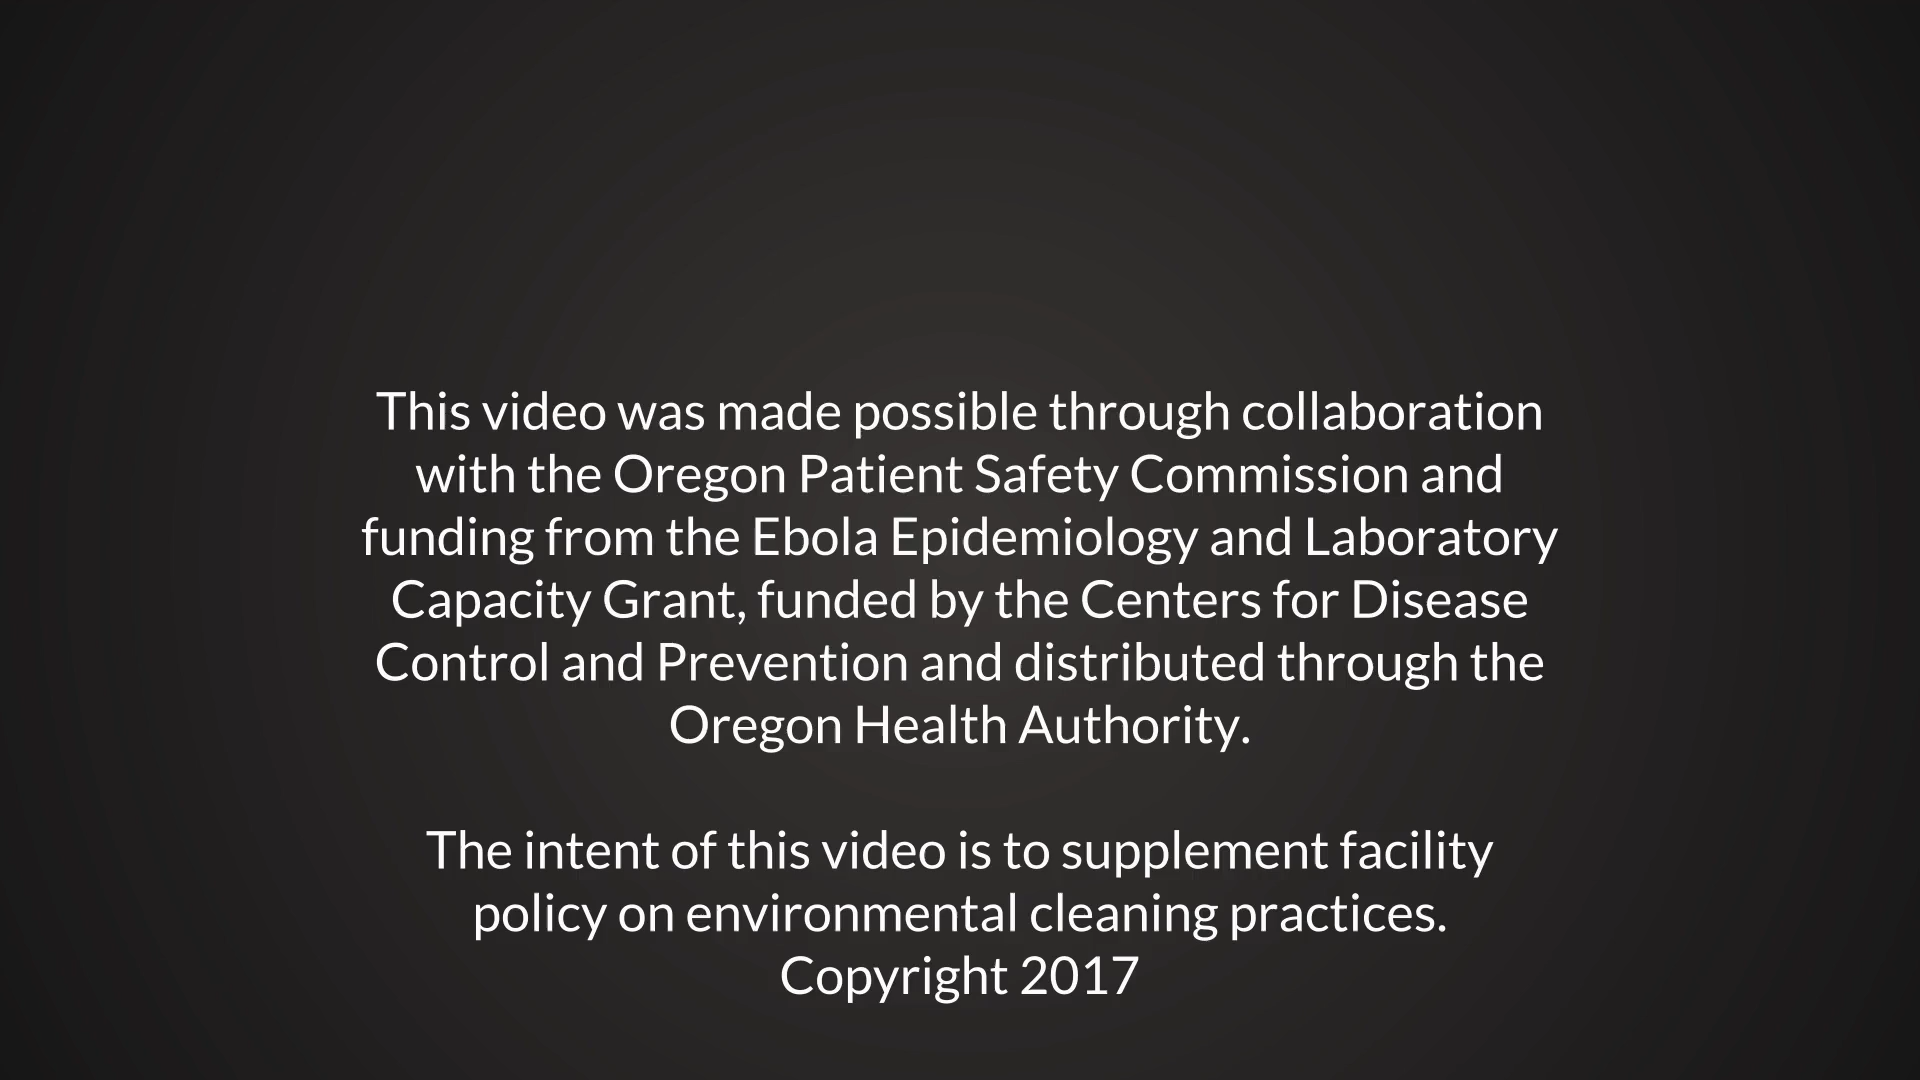 This video was made possible through collaboration
with the Oregon Patient Safety Commission and
funding from the Ebola Epidemiology and Laboratory
Capacity Grant, funded by the Centers for Disease
Control and Prevention and distributed through the
Oregon Health Authority.
The intent of this video is to supplement facility
policy on environmental cleaning practices.
Copyright 2017